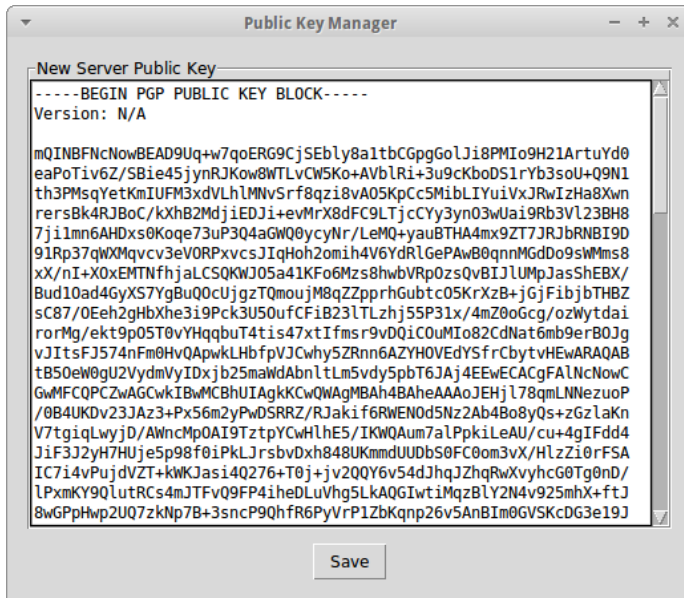 Public Key Manager
New Server Public Key
-----BEGIN PGP PUBLIC KEY BLOCK-----
Version: N/A
mQINBFNcNowBEAD9Uq+w7qoERG9CjSEbly8a1tbCGpgGolJi8PMIo9H21ArtuYd0
eaPoTiv6Z/SBie45jynRJKow8WTLvCW5Ko+AVblRi+3u9cKboDS1rYb3soU+Q9N1
th3PMsqYetKmIUFM3xdVLhlMNvSrf8qzi8vAO5KpCc5MibLIYuiVxJRwIzHa8Xwn
rersBk4RJBoC/kXhB2MdjiEDJi+evMrX8dFC9LTjcCYy3ynO3wUai9Rb3Vl23BH8
7ji1mn6AHDxs0Koqe73uP3Q4aGWQ0ycyNr/LeMQ+yauBTHA4mx9ZT7JRJbRNBI9D
91Rp37qWXMqvcv3eVORPxvcsJIqHoh2omih4V6YdRlGePAwB0qnnMGdDo9sWMms8
xX/nI+XOxEMTNfhjaLCSQKWJO5a41KFo6Mzs8hwbVRpOzsQvBIJlUMpJasShEBX/
Bud1Oad4GyXS7YgBuQOcUjgzTQmoujM8qZZpprhGubtcO5KrXzB+jGjFibjbTHBZ
sC87/OEeh2gHbXhe3i9Pck3U5OufCFiB23lTLzhj55P31x/4mZ0oGcg/ozWytdai
rorMg/ekt9pO5T0vYHqqbuT4tis47xtIfmsr9vDQiCOuMIo82CdNat6mb9erBOJg
vJItsFJ574nFm0HvQApwkLHbfpVJCwhy5ZRnn6AZYHOVEdYSfrCbytvHEwARAQAB
tB5OeW0gU2VydmVyIDxjb25maWdAbnltLm5vdy5pbT6JAj4EEwECACgFAlNcNowC
GwMFCQPCZwAGCwkIBwMCBhUIAgkKCwQWAgMBAh4BAheAAAoJEHjl78qmLNNezuoP
/0B4UKDv23JAz3+Px56m2yPwDSRRZ/RJakif6RWENOd5Nz2Ab4Bo8yQs+zGzlaKn
V7tgiqLwyjD/AWncMpOAI9TztpYCwHlhE5/IKWQAum7alPpkiLeAU/cu+4gIFdd4
JiF3J2yH7HUje5p98f0iPkLJrsbvDxh848UKmmdUUDbS0FC0om3vX/HlzZi0rFSA
IC7i4vPujdVZT+kWKJasi4Q276+T0j+jv2QQY6v54dJhqJZhqRwXvyhcG0Tg0nD/
lPxmKY9QlutRCs4mJTFvQ9FP4iheDLuVhg5LkAQGIwtiMqzBlY2N4v925mhX+ftJ
8wGPpHwp2UQ7zkNp7B+3sncP9QhfR6PyVrP1ZbKqnp26v5AnBIm0GVSKcDG3e19J
Save